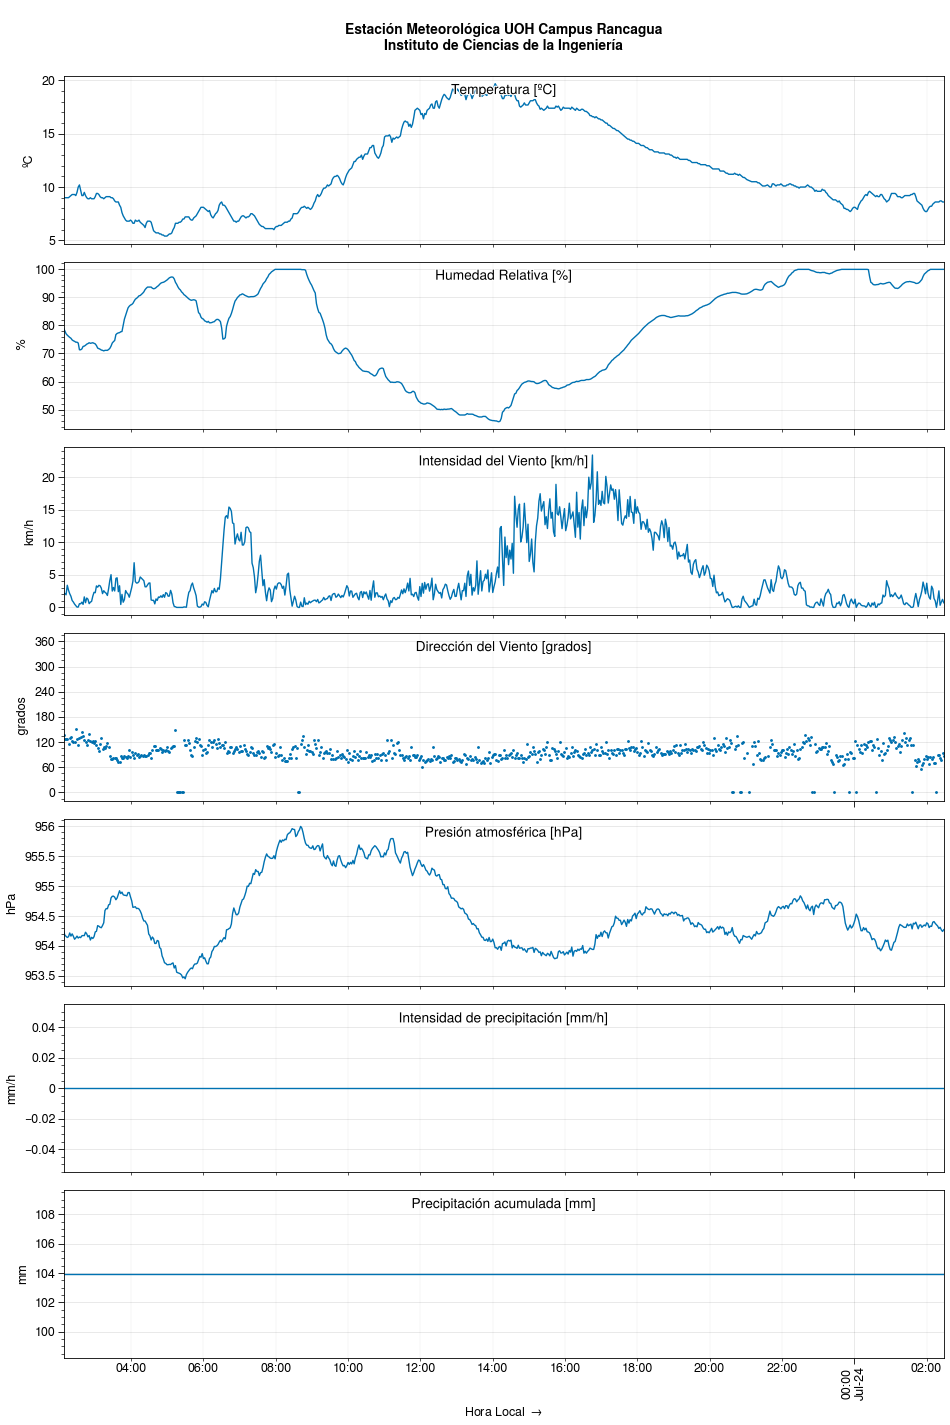 Estación Meteorológica UOH Campus Rancagua
Instituto de Ciencias de la Ingeniería
Temperatura [ºC]
20
15
10
5
ºC
Humedad Relativa [%]
100
90
80
70
60
50
%
Intensidad del Viento [km/h]
20
15
10
5
0
km/h
Dirección del Viento [grados]
360
300
240
180
120
60
0
grados
Presión atmosférica [hPa]
956
955.5
955
954.5
954
953.5
hPa
Intensidad de precipitación [mm/h]
0.04
0.02
0
−0.02
−0.04
mm/h
Precipitación acumulada [mm]
108
106
104
102
100
mm
04:00 06:00 08:00 10:00 12:00 14:00 16:00 18:00 20:00 22:00 00:00 02:00
Jul-24
Hora Local →